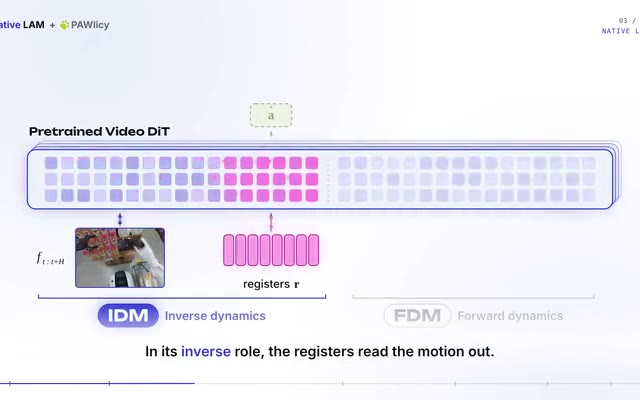 ative LAM + PAWlicy
03 /
NATIVE L
a
Pretrained Video DiT
f t : t+H
registers r
IDM Inverse dynamics
FDM Forward dynamics
In its inverse role, the registers read the motion out.